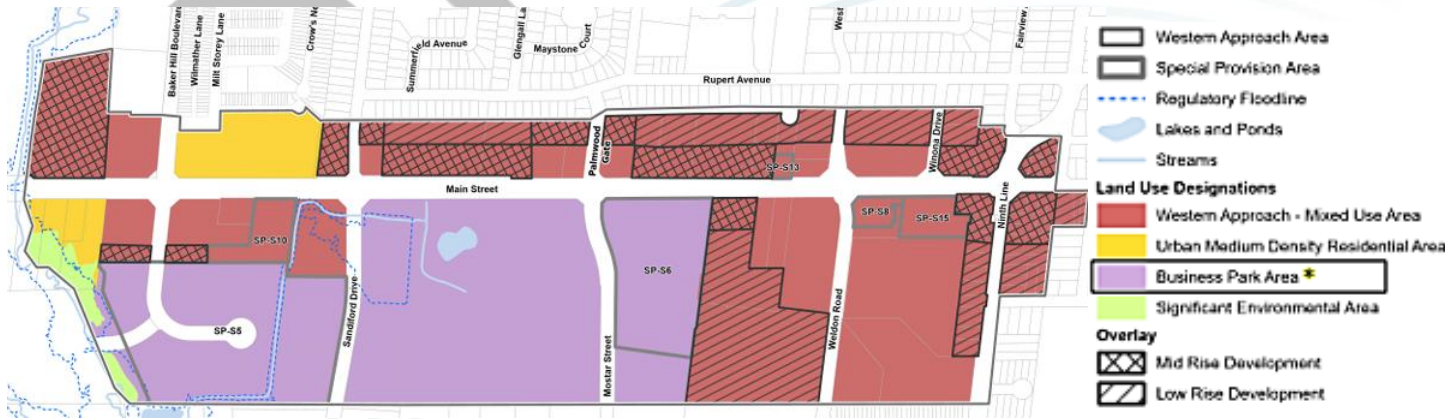 Baker Hill Boulevard
Wilmather Lane
Milt Storey Lane
Crow's Ne
Summerfield Avenue
Glengall La
Maystone
Court
West
Fairview
Rupert Avenue
Palmwood
Gate
Winona Drive
SP-S13
Main Street
Ninth Line
SP-S8
SP-S15
SP-S10
SP-S6
Sandiford Drive
SP-S5
Mostar Street
Weldon Road
Western Approach Area
Special Provision Area
Regulatory Floodline
Lakes and Ponds
Streams
Land Use Designations
Western Approach - Mixed Use Area
Urban Medium Density Residential Area
Business Park Area *
Significant Environmental Area
Overlay
Mid Rise Development
Low Rise Development